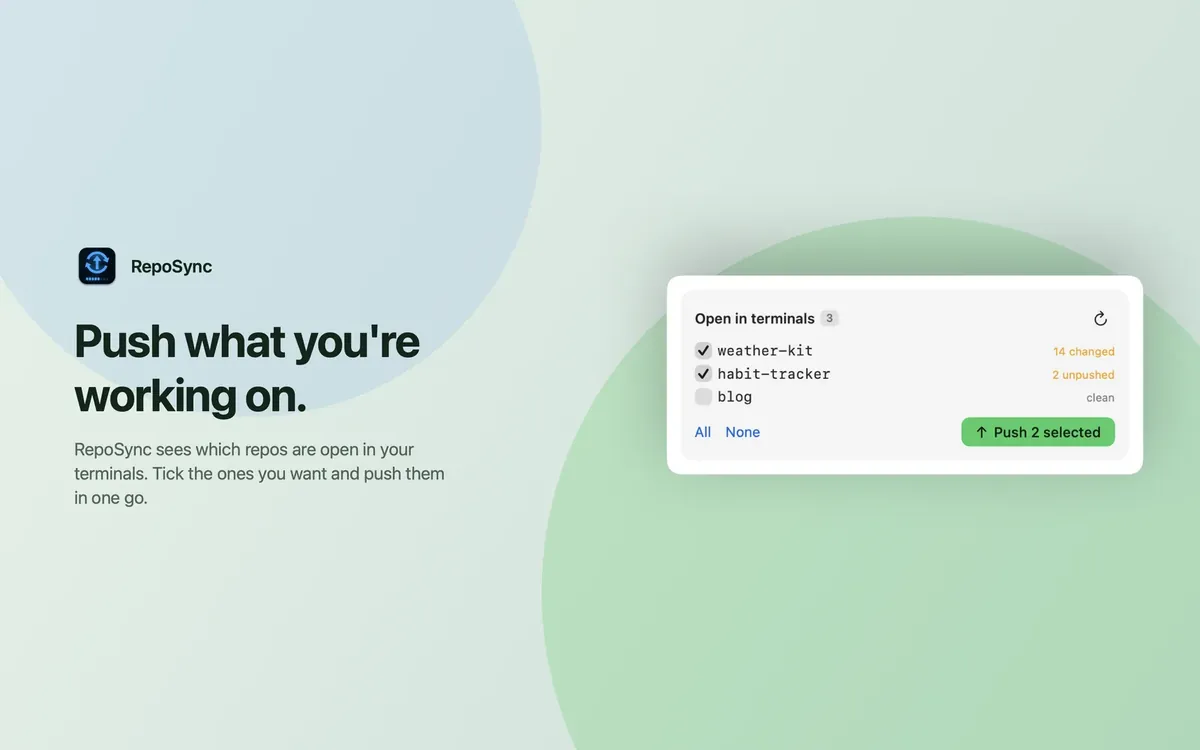 RepoSync
Push what you're
working on.
RepoSync sees which repos are open in your
terminals. Tick the ones you want and push them
in one go.
Open in terminals 3
weather-kit 14 changed
habit-tracker 2 unpushed
blog clean
All None ↑ Push 2 selected